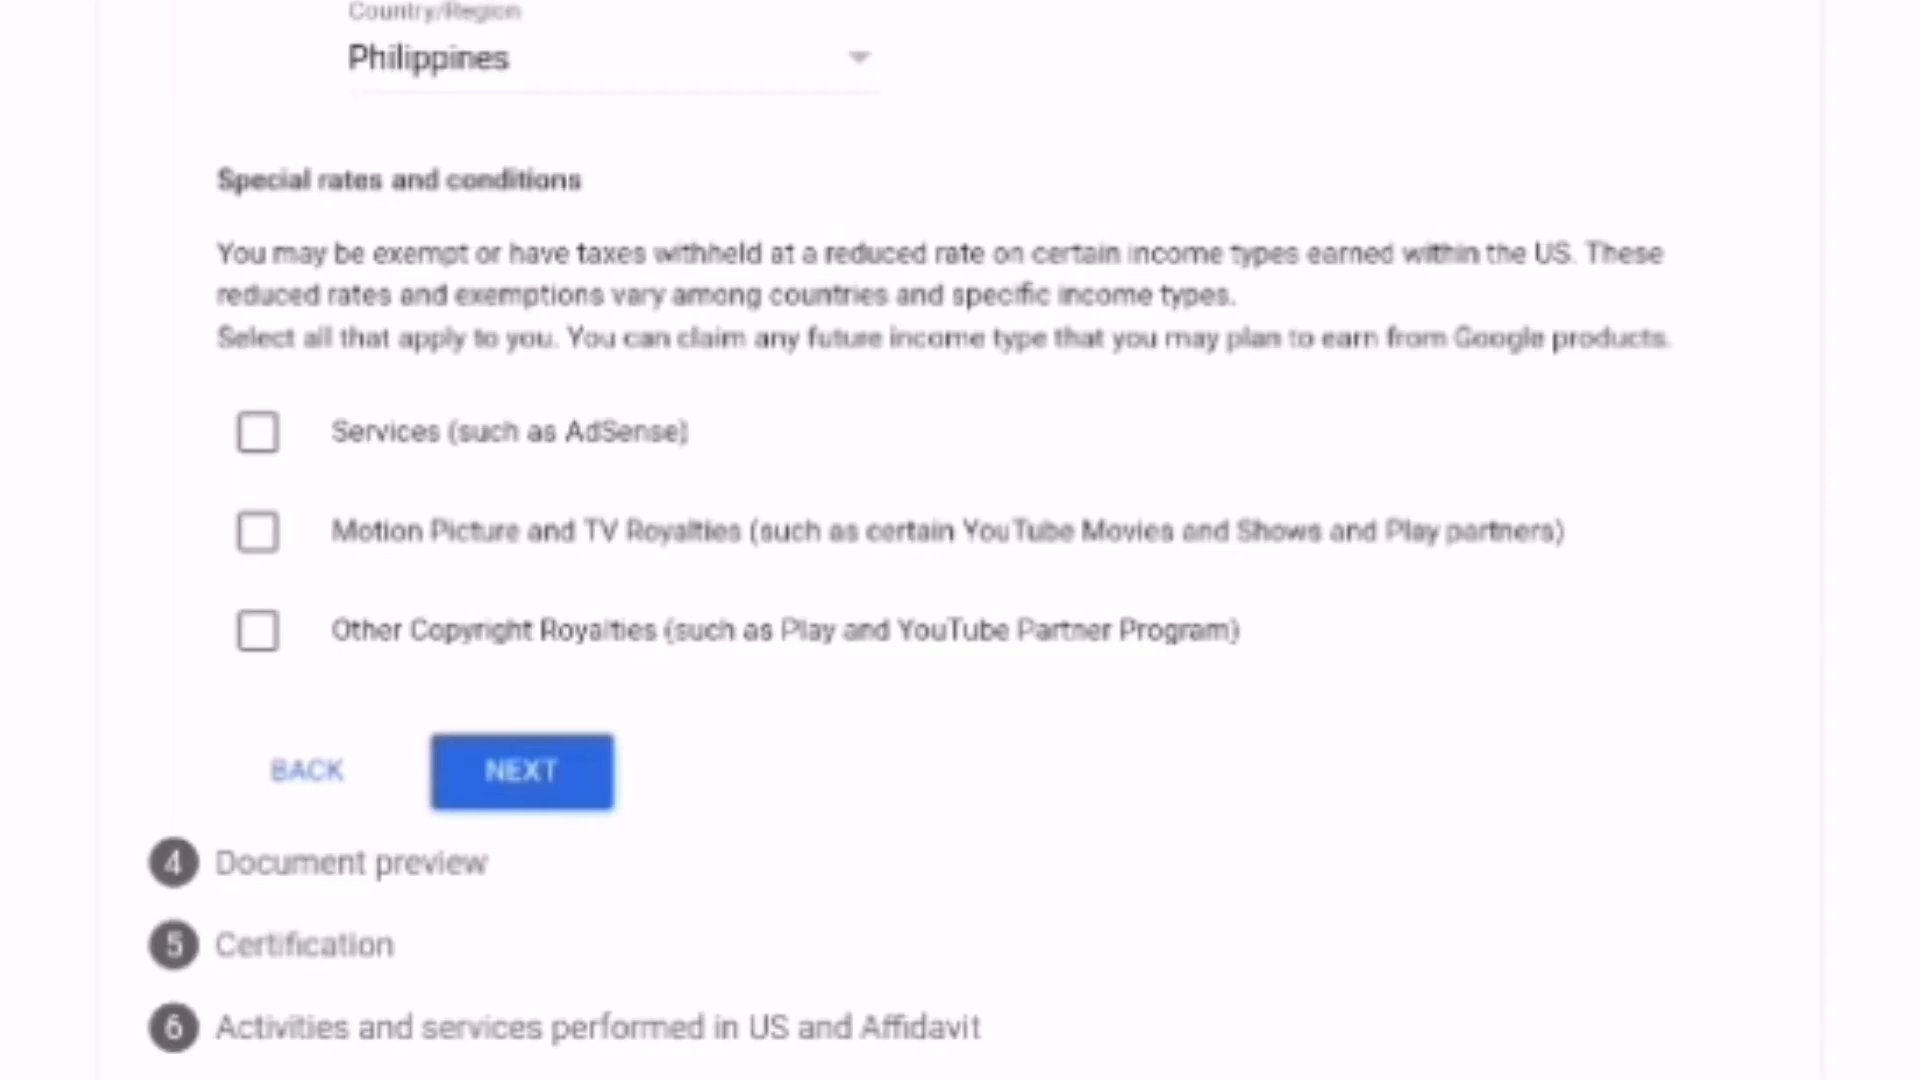 Country/Region
Philippines
Special rates and conditions
You may be exempt or have taxes withheld at a reduced rate on certain income types earned within the US. These
reduced rates and exemptions vary among countries and specific income types.
Select all that apply to you. You can claim any future income type that you may plan to earn from Google products.
Services (such as AdSense)
Motion Picture and TV Royalties (such as certain YouTube Movies and Shows and Play partners)
Other Copyright Royalties (such as Play and YouTube Partner Program)
BACK NEXT
4 Document preview
5 Certification
6 Activities and services performed in US and Affidavit